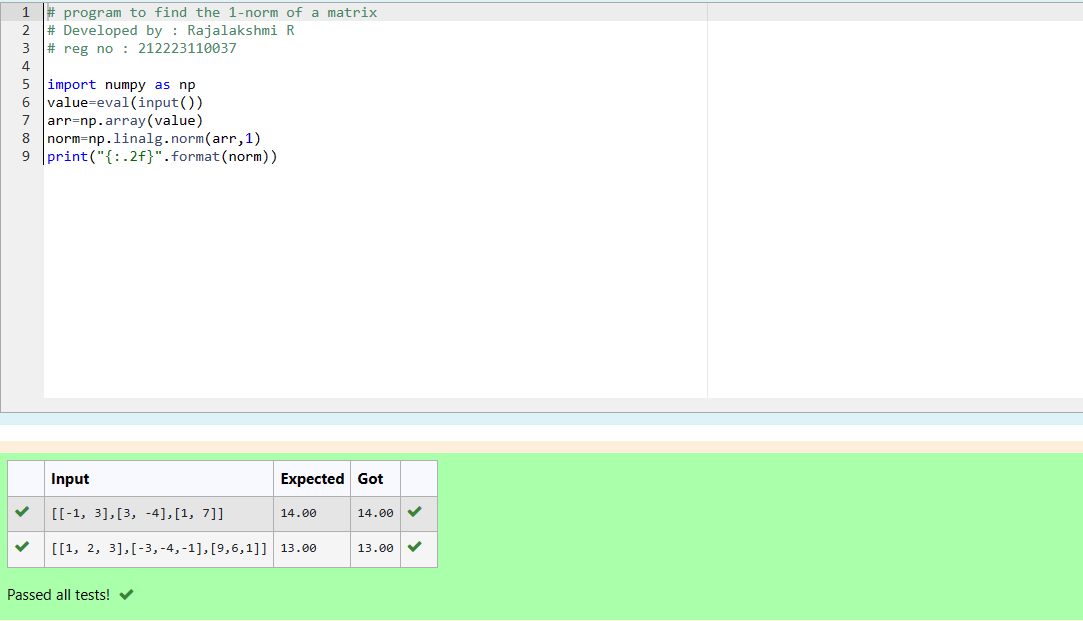 1 # program to find the 1-norm of a matrix
2 # Developed by : Rajalakshmi R
3 # reg no : 212223110037
4
5 import numpy as np
6 value=eval(input())
7 arr=np.array(value)
8 norm=np.linalg.norm(arr,1)
9 print("{:.2f}".format(norm))
Input Expected Got
[[-1, 3],[3, -4],[1, 7]] 14.00 14.00
[[1, 2, 3],[-3,-4,-1],[9,6,1]] 13.00 13.00
Passed all tests!